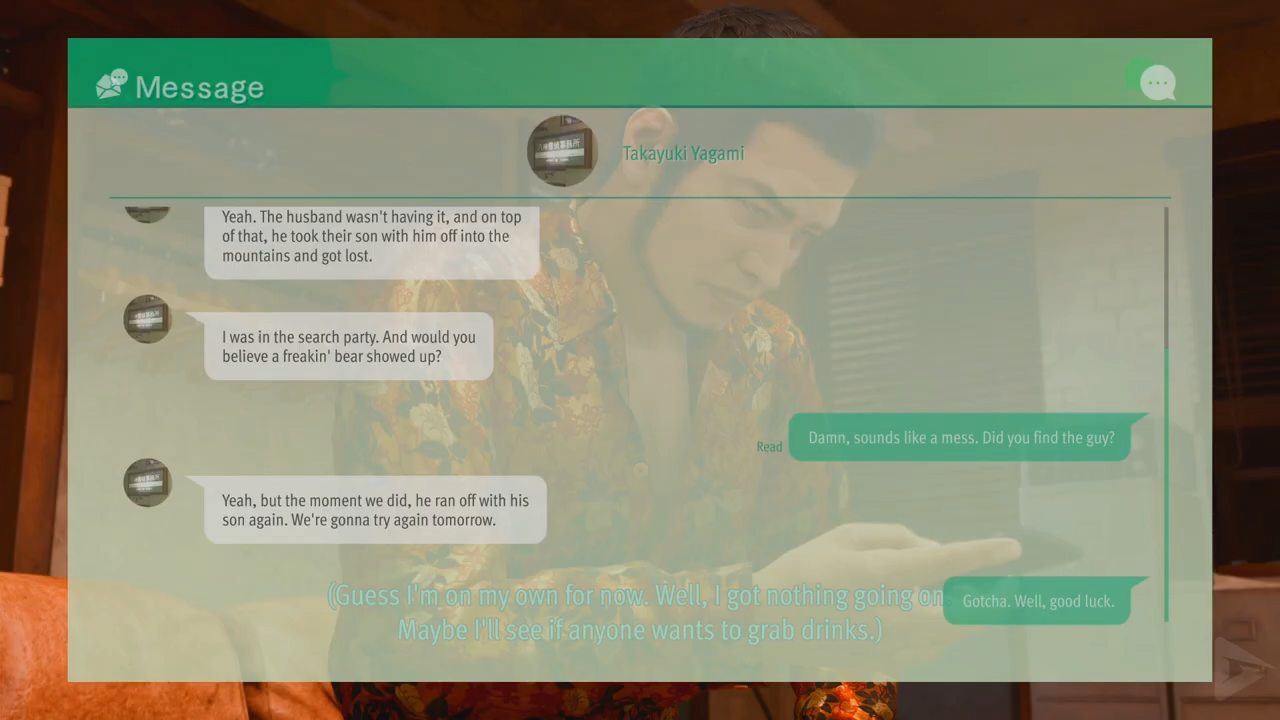 Message
Takayuki Yagami
Yeah. The husband wasn't having it, and on top
of that, he took their son with him off into the
mountains and got lost.
I was in the search party. And would you
believe a freakin' bear showed up?
Read
Damn, sounds like a mess. Did you find the guy?
Yeah, but the moment we did, he ran off with his
son again. We're gonna try again tomorrow.
Gotcha. Well, good luck.
(Guess I'm on my own for now. Well, I got nothing going on
Maybe I'll see if anyone wants to grab drinks.)